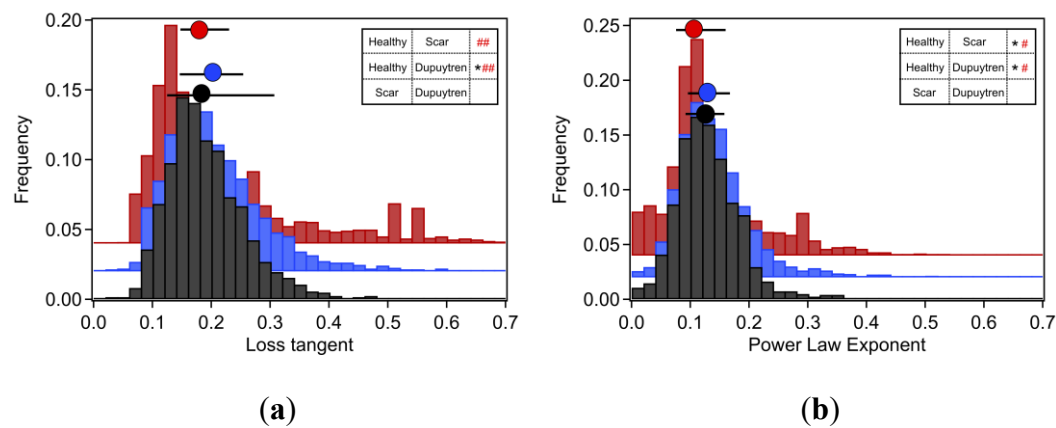 0.20
0.15
0.10
0.05
0.00
Frequency
0.0 0.1 0.2 0.3 0.4 0.5 0.6 0.7
Loss tangent
Healthy Scar ##
Healthy Dupuytren *##
Scar Dupuytren
(a)
0.25
0.20
0.15
0.10
0.05
0.00
Frequency
0.0 0.1 0.2 0.3 0.4 0.5 0.6 0.7
Power Law Exponent
Healthy Scar * #
Healthy Dupuytren * #
Scar Dupuytren
(b)